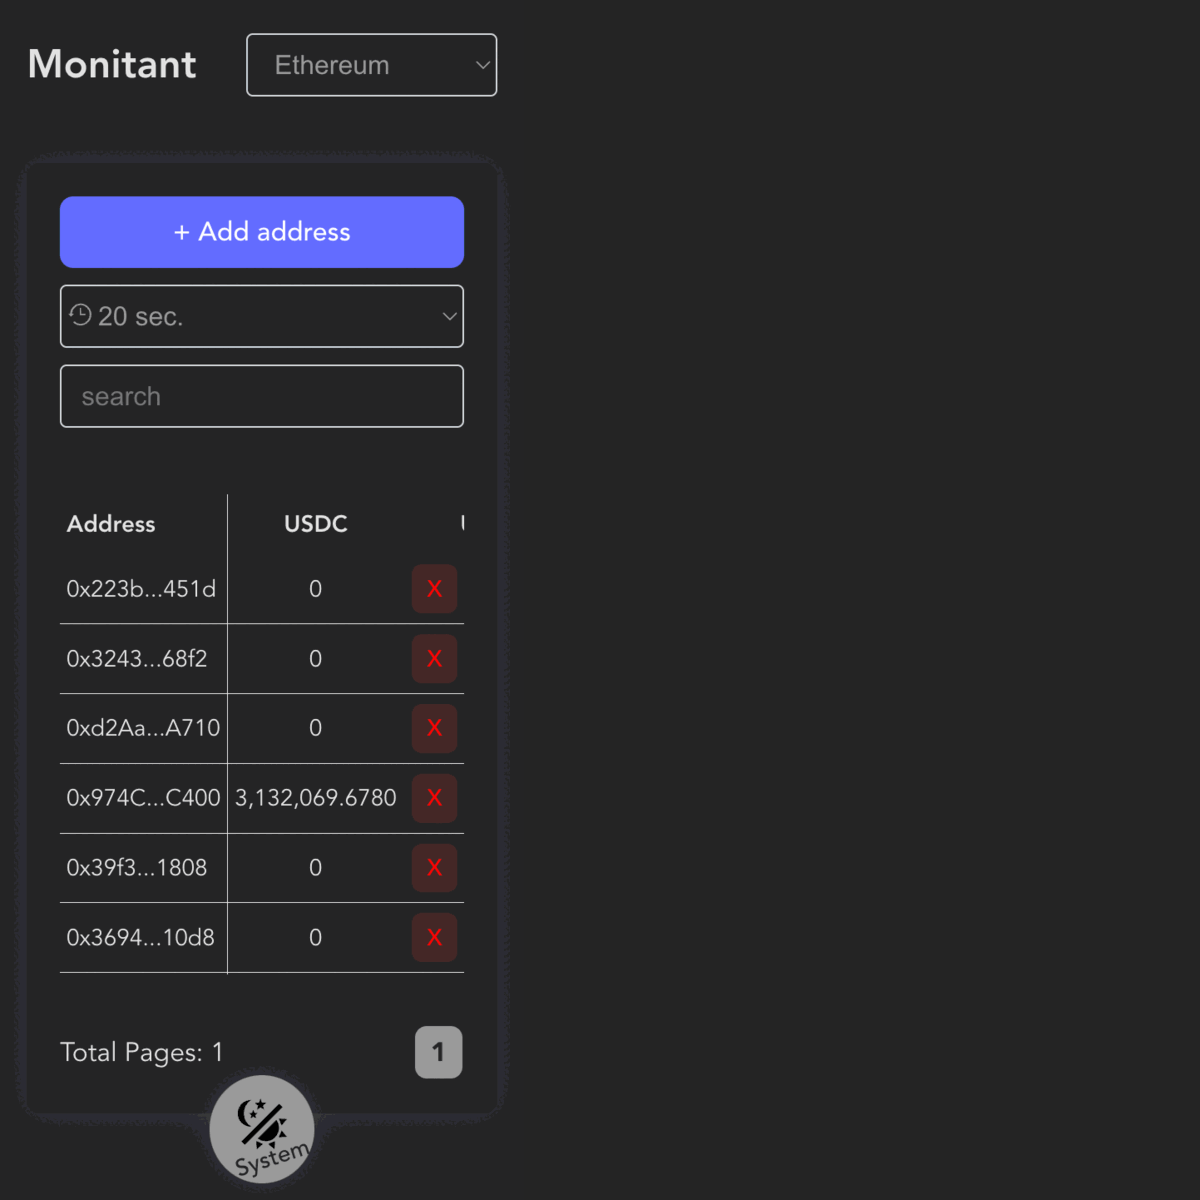 Monitant
Ethereum
+ Add address
20 sec.
search
Address USDC
0x223b...451d 0 X
0x3243...68f2 0 X
0xd2Aa...A710 0 X
0x974C...C400 3,132,069.6780 X
0x39f3...1808 0 X
0x3694...10d8 0 X
Total Pages: 1 1
System